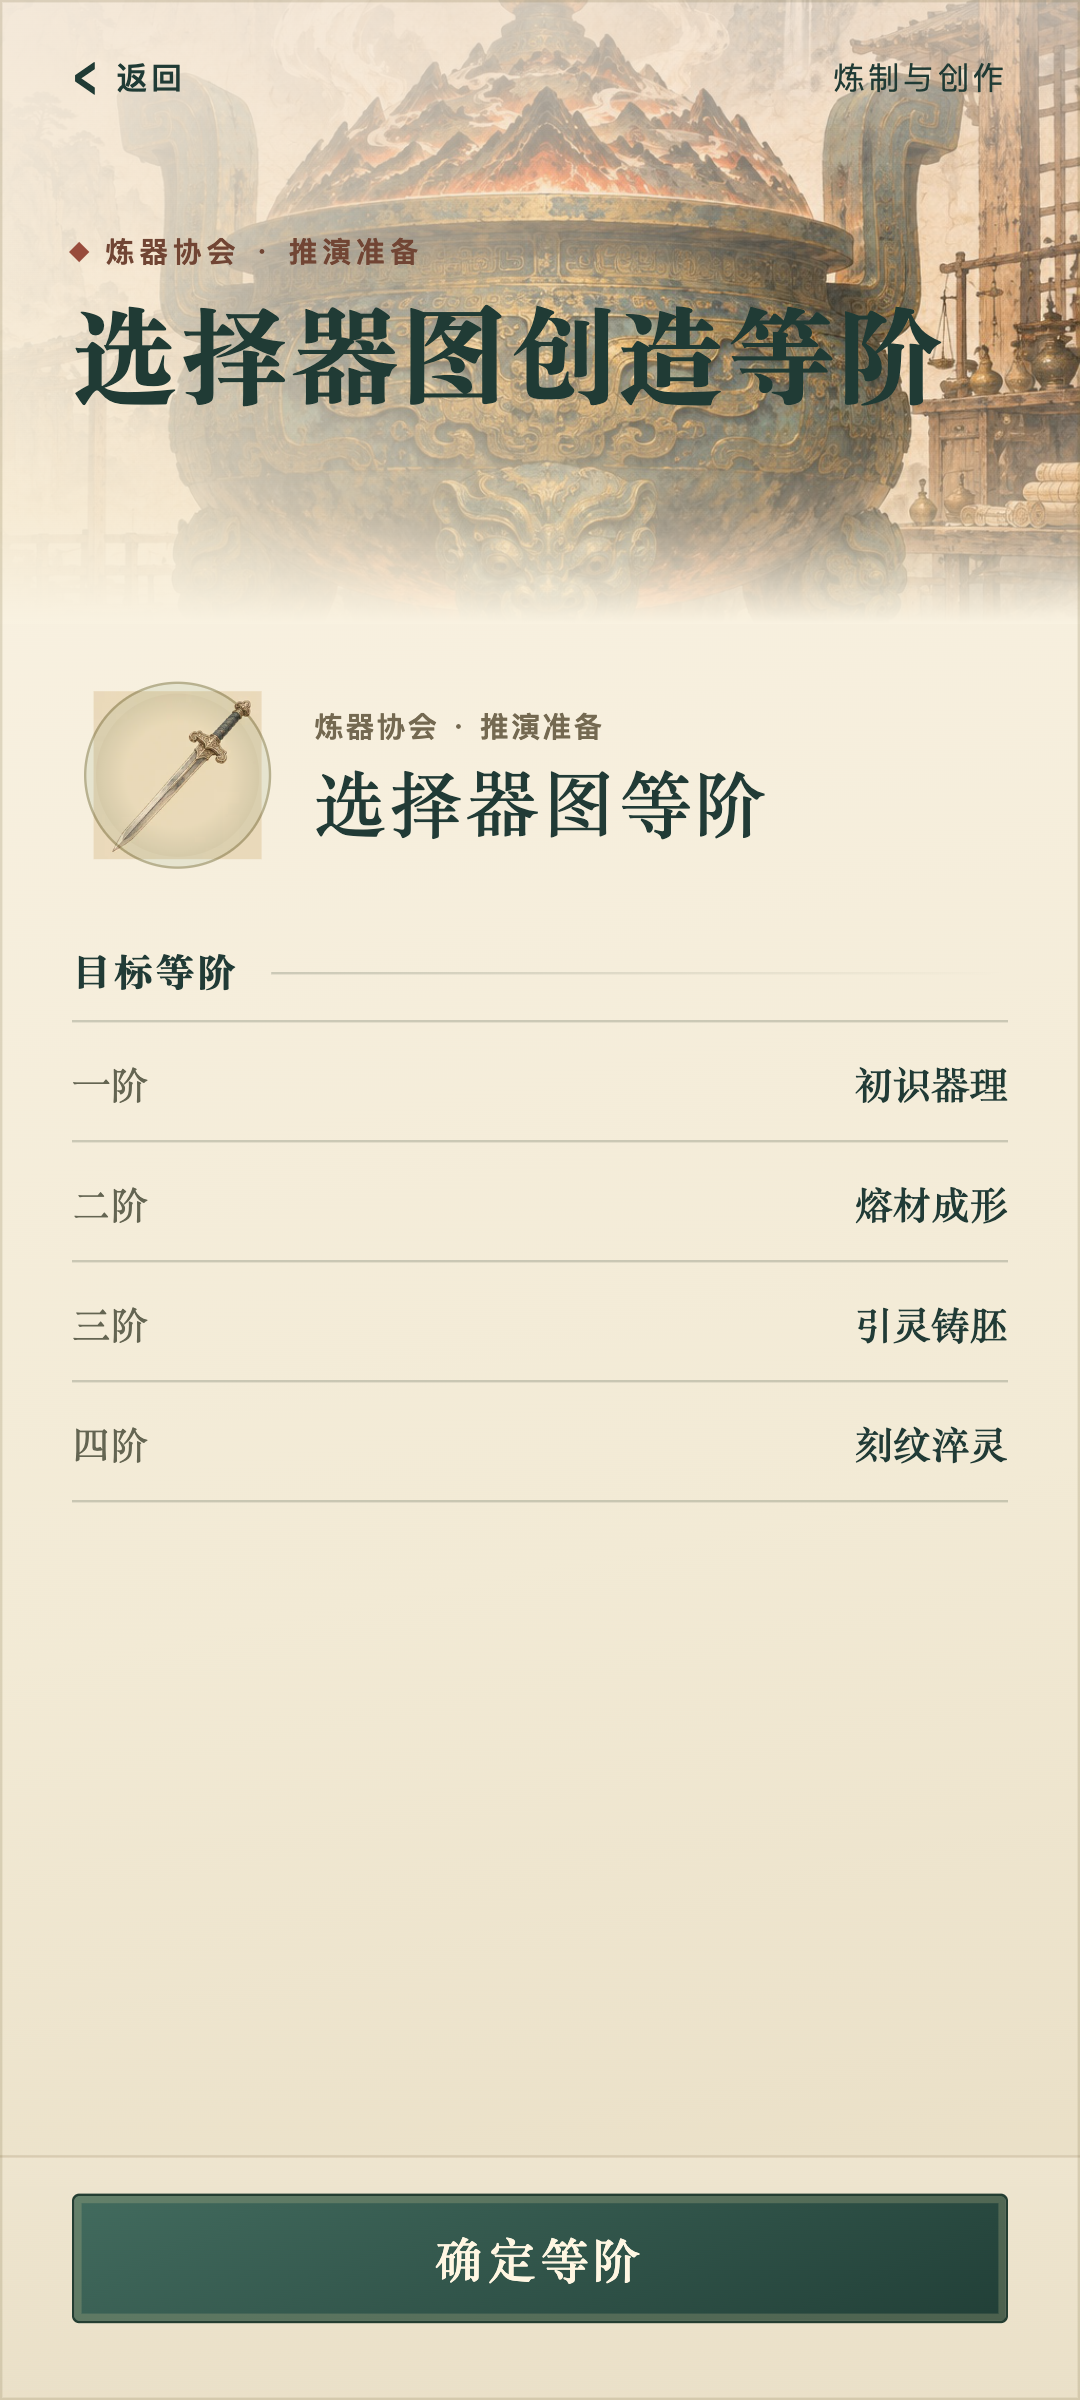 返回
炼制与创作
炼器协会 · 推演准备
选择器图创造等阶
炼器协会 · 推演准备
选择器图等阶
目标等阶
一阶 初识器理
二阶 熔材成形
三阶 引灵铸胚
四阶 刻纹淬灵
确定等阶